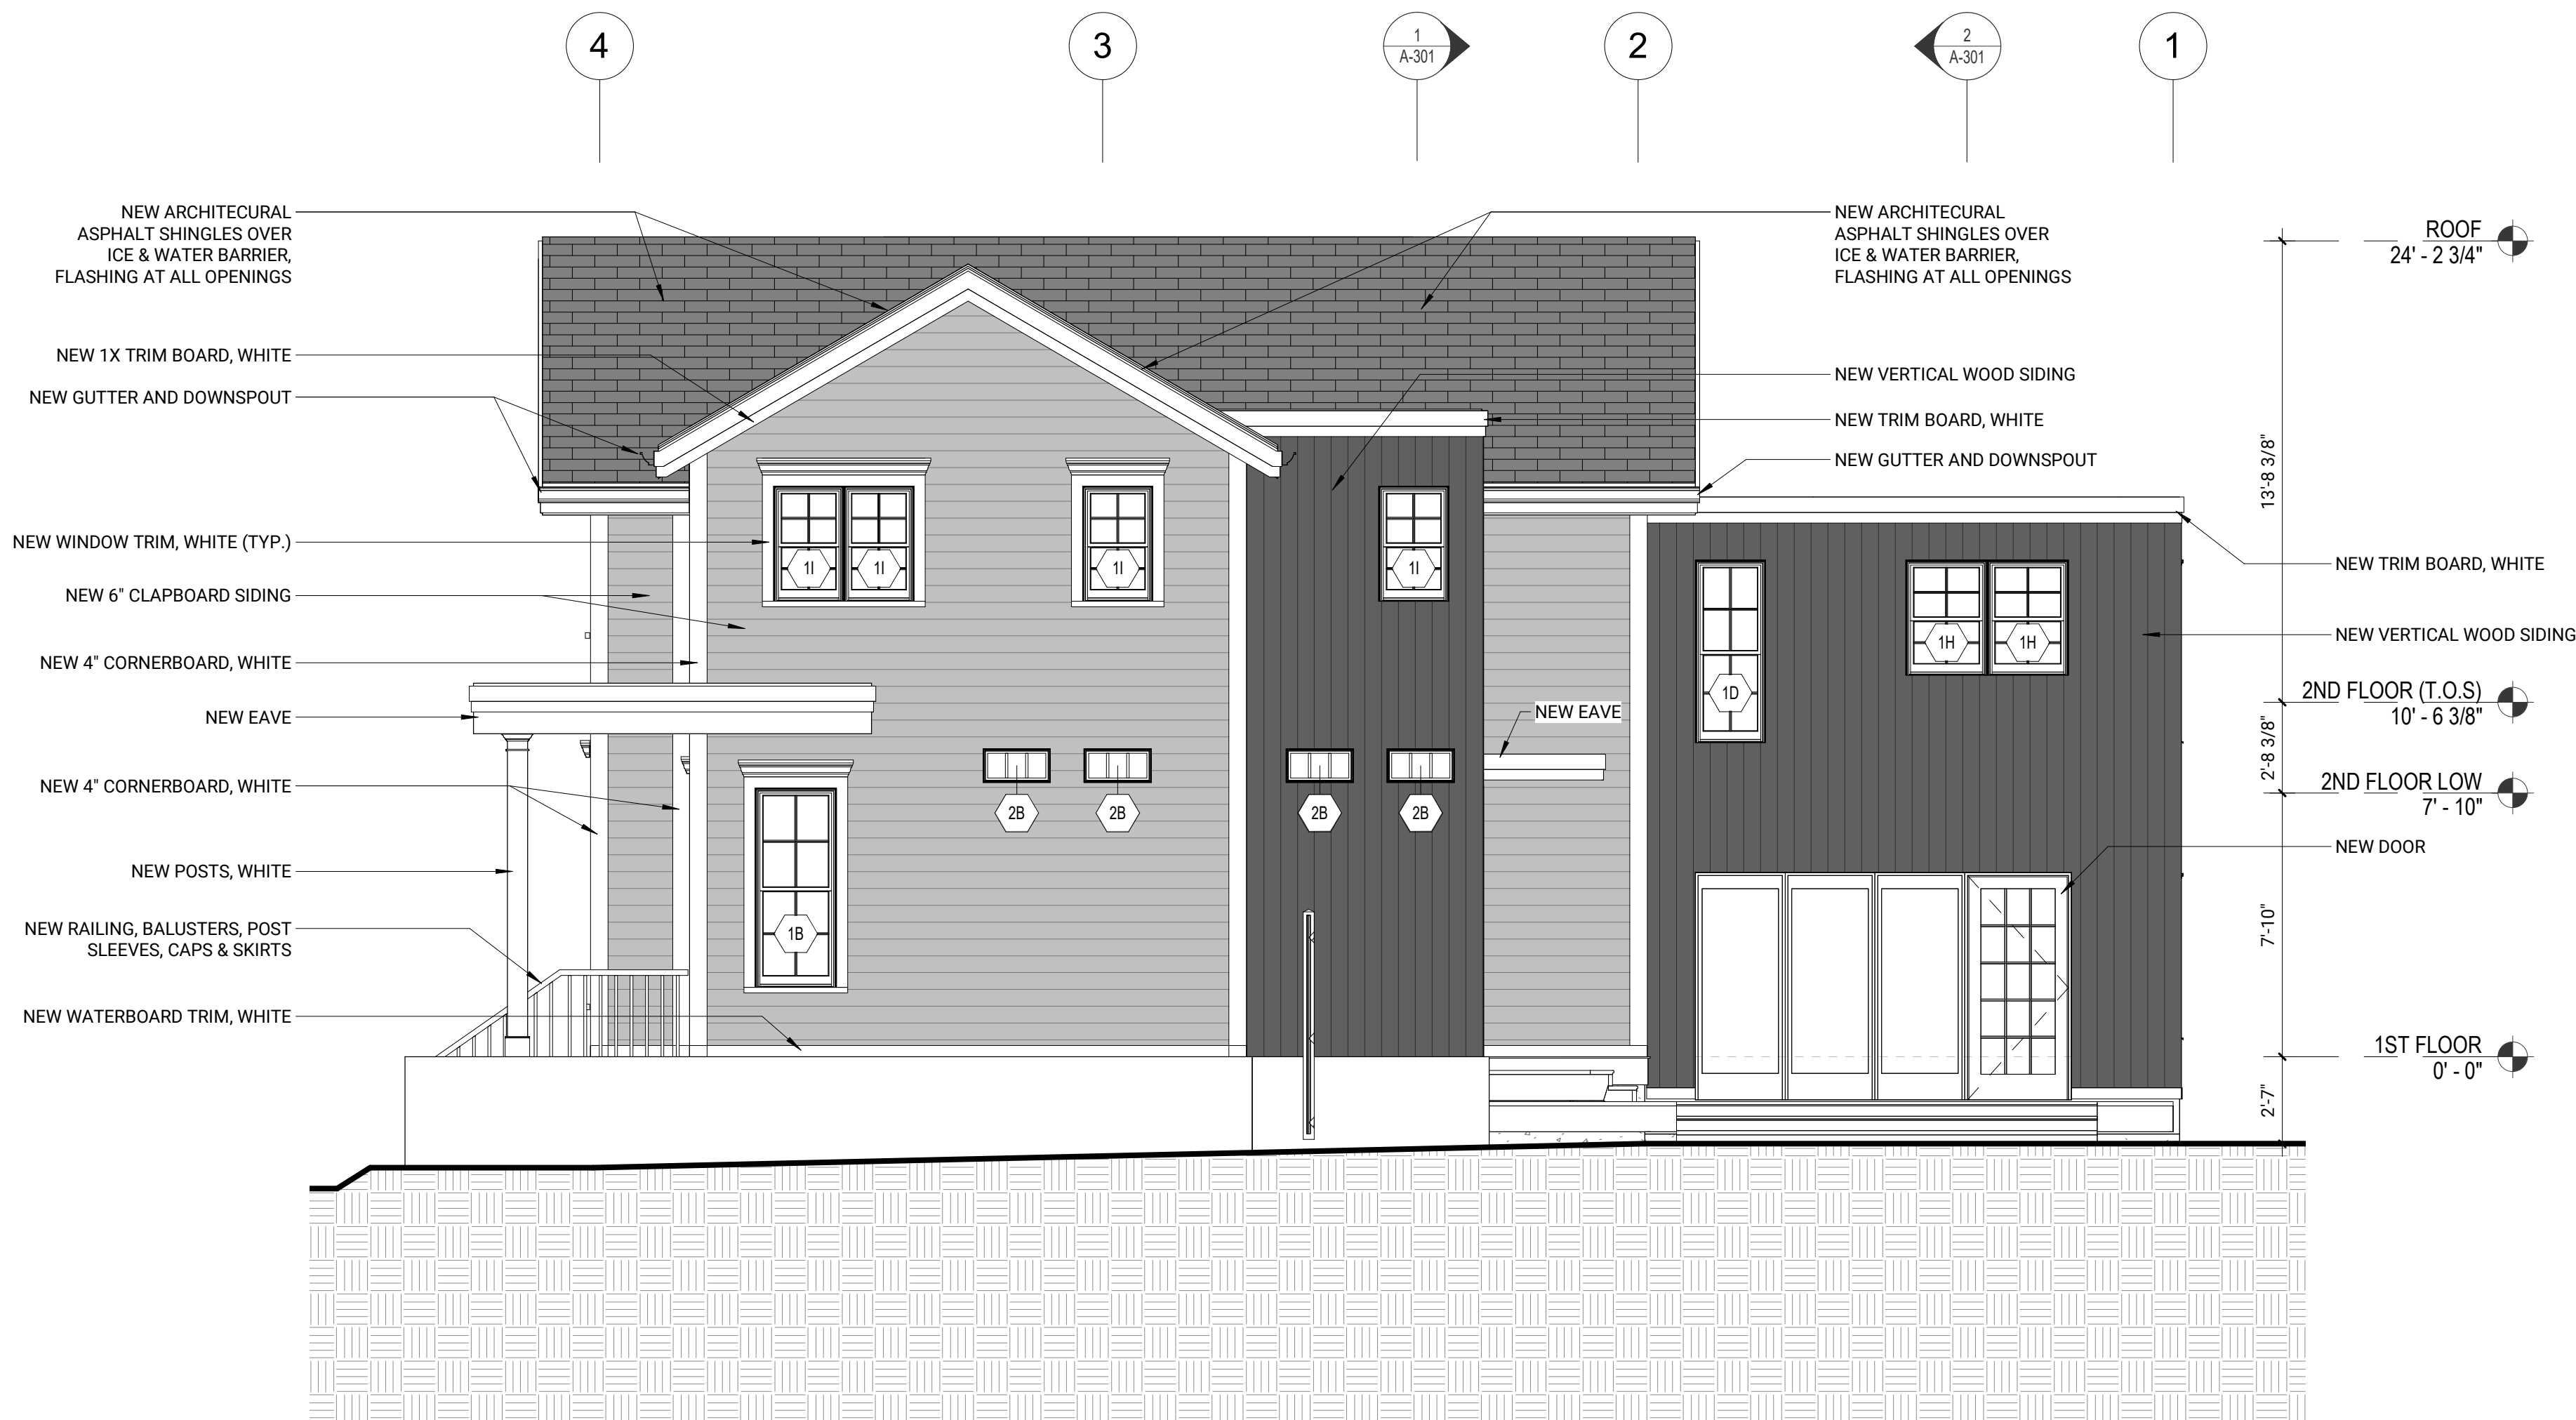 4
3
1
A-301
2
2
A-301
1
NEW ARCHITECURAL
ASPHALT SHINGLES OVER
ICE & WATER BARRIER,
FLASHING AT ALL OPENINGS
NEW 1X TRIM BOARD, WHITE
NEW GUTTER AND DOWNSPOUT
NEW WINDOW TRIM, WHITE (TYP.)
NEW 6" CLAPBOARD SIDING
NEW 4" CORNERBOARD, WHITE
NEW EAVE
NEW 4" CORNERBOARD, WHITE
NEW POSTS, WHITE
NEW RAILING, BALUSTERS, POST
SLEEVES, CAPS & SKIRTS
NEW WATERBOARD TRIM, WHITE
1I
1I
1I
1I
1H
1H
1D
2B
2B
2B
2B
1B
NEW EAVE
NEW ARCHITECURAL
ASPHALT SHINGLES OVER
ICE & WATER BARRIER,
FLASHING AT ALL OPENINGS
NEW VERTICAL WOOD SIDING
NEW TRIM BOARD, WHITE
NEW GUTTER AND DOWNSPOUT
NEW TRIM BOARD, WHITE
NEW VERTICAL WOOD SIDING
NEW DOOR
13'-8 3/8"
2'-8 3/8"
7'-10"
2'-7"
ROOF
24' - 2 3/4"
2ND FLOOR (T.O.S)
10' - 6 3/8"
2ND FLOOR LOW
7' - 10"
1ST FLOOR
0' - 0"